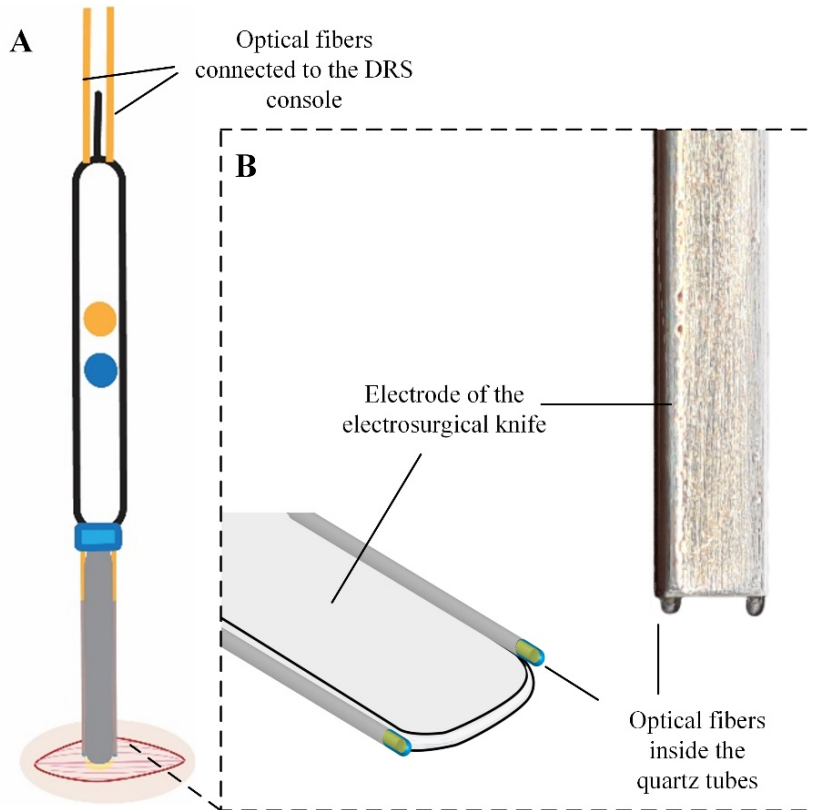 A
Optical fibers
connected to the DRS
console
B
Electrode of the
electrosurgical knife
Optical fibers
inside the
quartz tubes